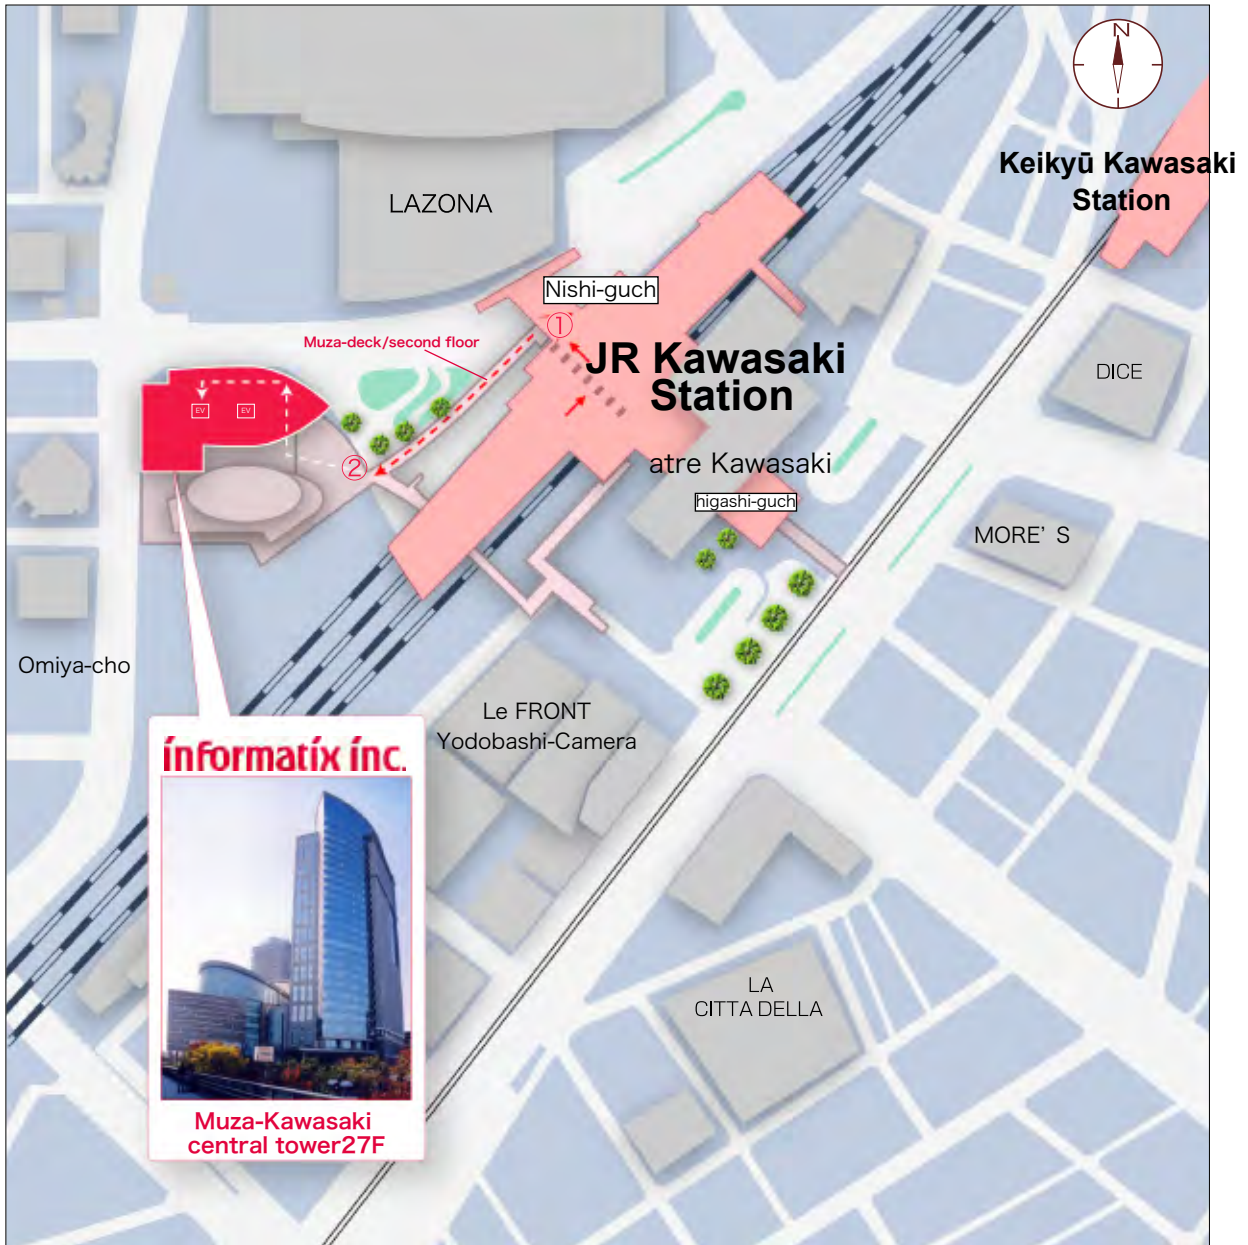 N
Keikyū Kawasaki
Station
LAZONA
Nishi-guch
①
Muza-deck/second floor
JR Kawasaki
Station
DICE
EV
EV
②
atre Kawasaki
higashi-guch
MORE' S
Omiya-cho
Le FRONT
Yodobashi-Camera
informatix inc.
LA
CITTA DELLA
Muza-Kawasaki
central tower27F